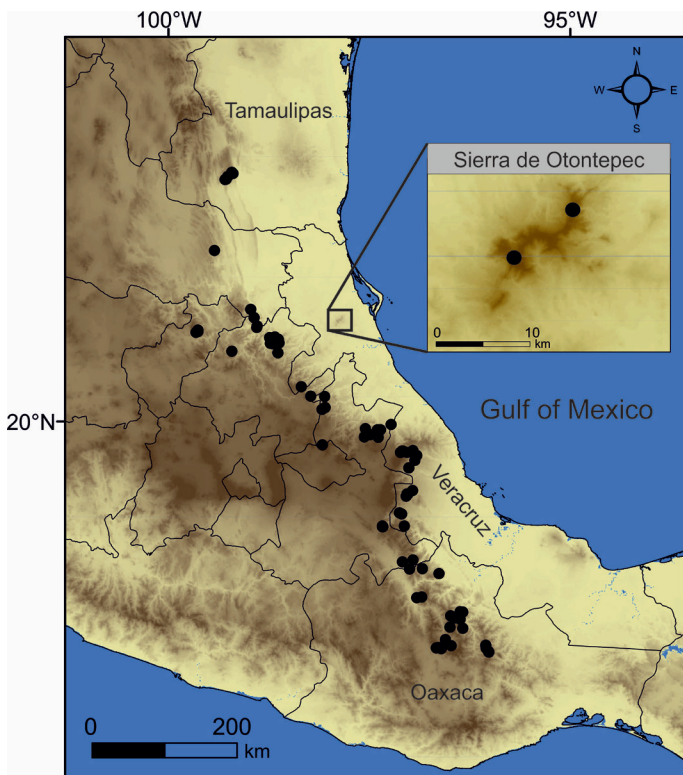 100°W
95°W
Tamaulipas
N
W
E
S
Sierra de Otontepec
0
10
km
20°N
Gulf of Mexico
Veracruz
Oaxaca
0
200
km